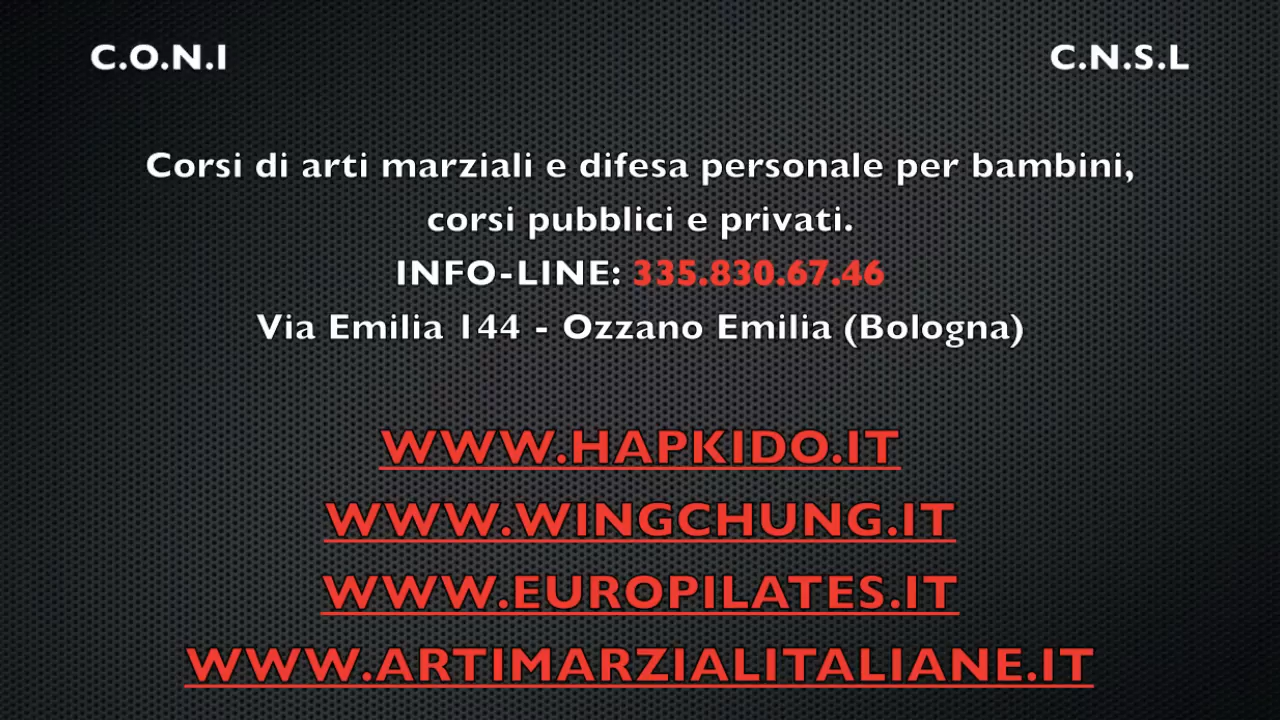 C.O.N.I
C.N.S.L
Corsi di arti marziali e difesa personale per bambini,
corsi pubblici e privati.
INFO-LINE: 335.830.67.46
Via Emilia 144 - Ozzano Emilia (Bologna)
WWW.HAPKIDO.IT
WWW.WINGCHUNG.IT
WWW.EUROPILATES.IT
WWW.ARTIMARZIALITALIANE.IT